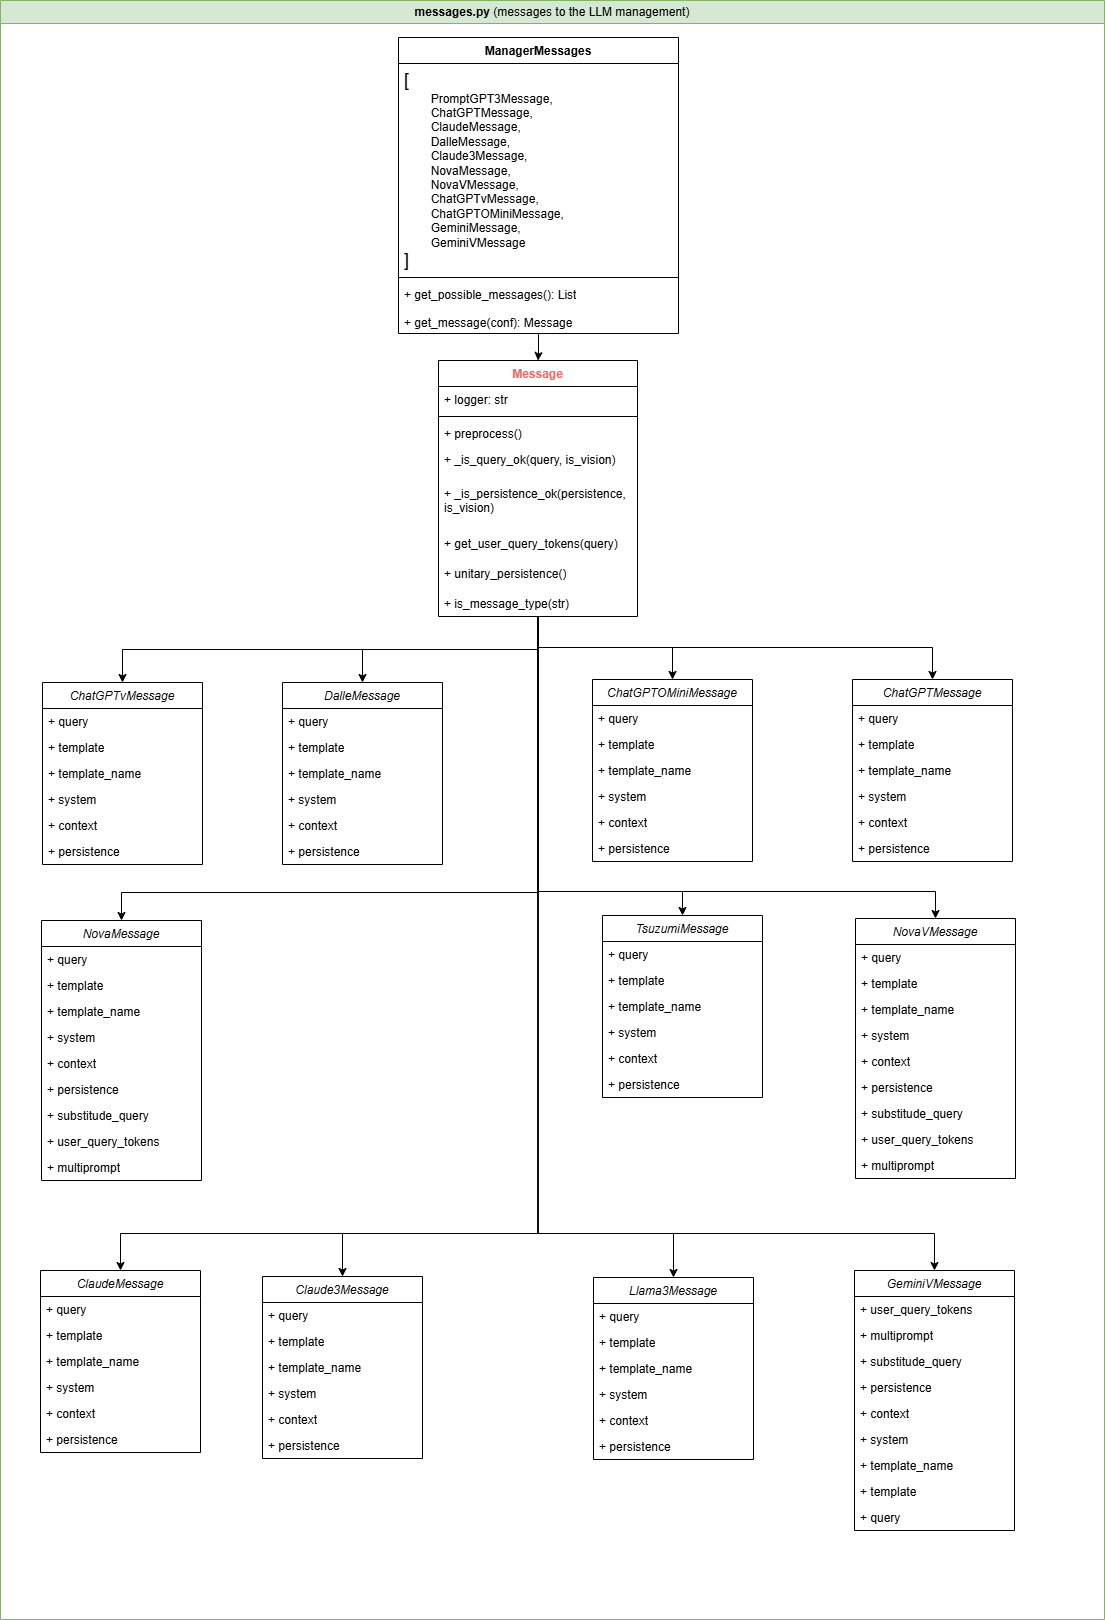 messages.py (messages to the LLM management)
ManagerMessages
[
PromptGPT3Message,
ChatGPTMessage,
ClaudeMessage,
DalleMessage,
Claude3Message,
NovaMessage,
NovaVMessage,
ChatGPTvMessage,
ChatGPTOMiniMessage,
GeminiMessage,
GeminiVMessage
]
+ get_possible_messages(): List
+ get_message(conf): Message
Message
+ logger: str
+ preprocess()
+ _is_query_ok(query, is_vision)
+ _is_persistence_ok(persistence,
is_vision)
+ get_user_query_tokens(query)
+ unitary_persistence()
+ is_message_type(str)
ChatGPTvMessage
+ query
+ template
+ template_name
+ system
+ context
+ persistence
DalleMessage
+ query
+ template
+ template_name
+ system
+ context
+ persistence
ChatGPTOMiniMessage
+ query
+ template
+ template_name
+ system
+ context
+ persistence
ChatGPTMessage
+ query
+ template
+ template_name
+ system
+ context
+ persistence
NovaMessage
+ query
+ template
+ template_name
+ system
+ context
+ persistence
+ substitude_query
+ user_query_tokens
+ multiprompt
TsuzumiMessage
+ query
+ template
+ template_name
+ system
+ context
+ persistence
NovaVMessage
+ query
+ template
+ template_name
+ system
+ context
+ persistence
+ substitude_query
+ user_query_tokens
+ multiprompt
ClaudeMessage
+ query
+ template
+ template_name
+ system
+ context
+ persistence
Claude3Message
+ query
+ template
+ template_name
+ system
+ context
+ persistence
Llama3Message
+ query
+ template
+ template_name
+ system
+ context
+ persistence
GeminiVMessage
+ user_query_tokens
+ multiprompt
+ substitude_query
+ persistence
+ context
+ system
+ template_name
+ template
+ query